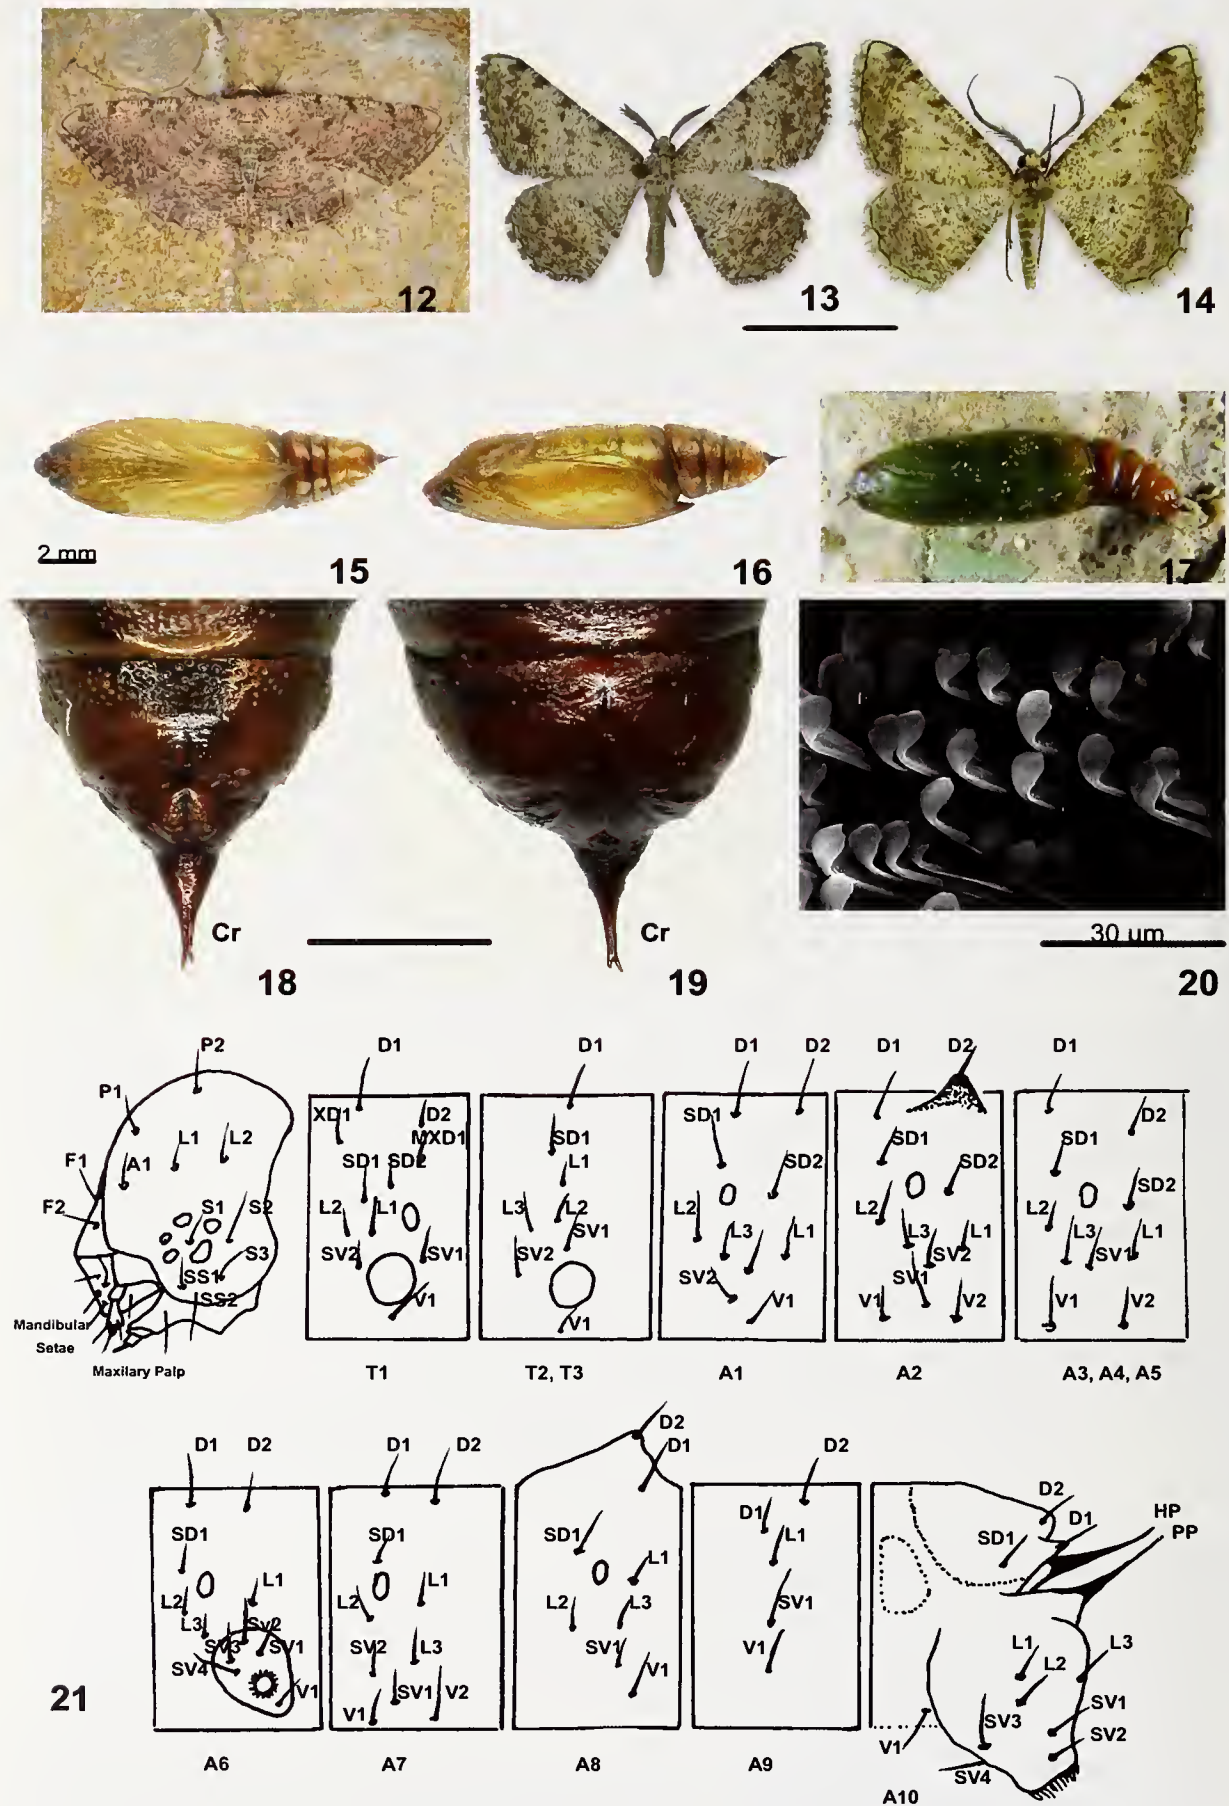 12
13
14
2 mm
15
16
17
Cr
18
Cr
19
30 um
20
P2
P1
L1 L2
F1 A1
F2 S1 S2
S3
SS1
SS2
Mandibular
Setae
Maxilary Palp
D1
XD1 D2
MXD1
SD1 SD2
L2 L1
SV2 SV1
V1
T1
D1
SD1
L1
L3 L2
SV1
SV2
V1
T2, T3
D1 D2
SD1
SD2
L2 L3 L1
SV2 V1
A1
D1 D2
SD1
SD2
L2 L3 L1
SV2
SV1
V1 V2
A2
D1
D2
SD1
SD2
L2 L3 SV1 L1
V1 V2
A3, A4, A5
D1 D2
SD1
L1
L2
L3 Sv2
SV3 SV1
SV4
V1
A6
D1 D2
SD1
L1
L2
SV2 L3
SV1 V2
V1
A7
D2
D1
SD1
L1
L2 L3
SV1
V1
A8
D2
D1
L1
SV1
V1
A9
D2
D1
SD1
HP
PP
L1 L3
L2
SV1
SV3
SV2
V1
SV4
A10
21